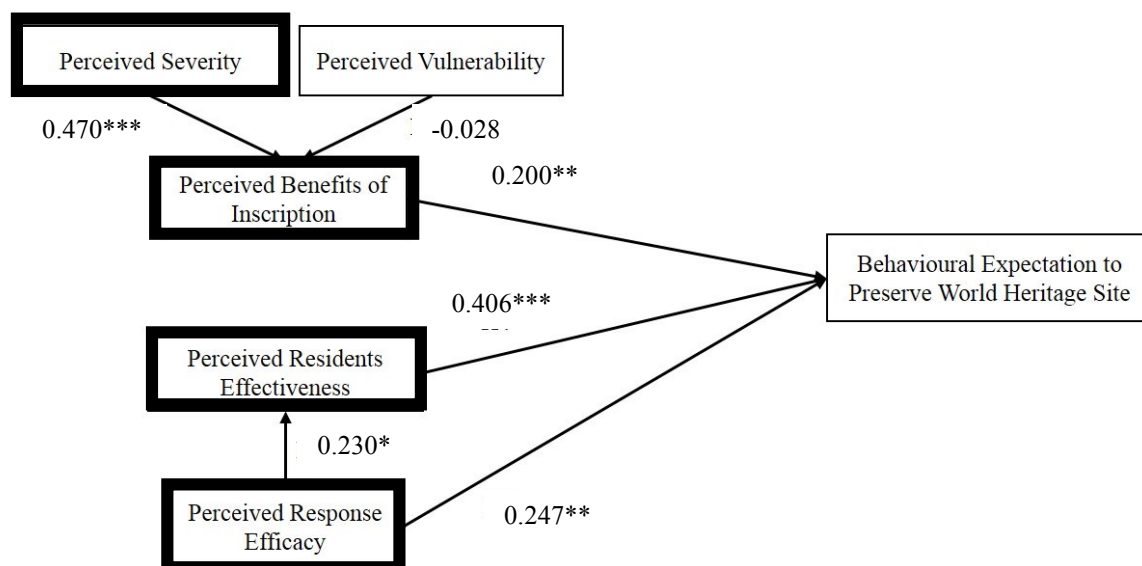 Perceived Severity
Perceived Vulnerability
0.470***
-0.028
Perceived Benefits of
Inscription
0.200**
Behavioural Expectation to
Preserve World Heritage Site
0.406***
Perceived Residents
Effectiveness
0.230*
Perceived Response
Efficacy
0.247**